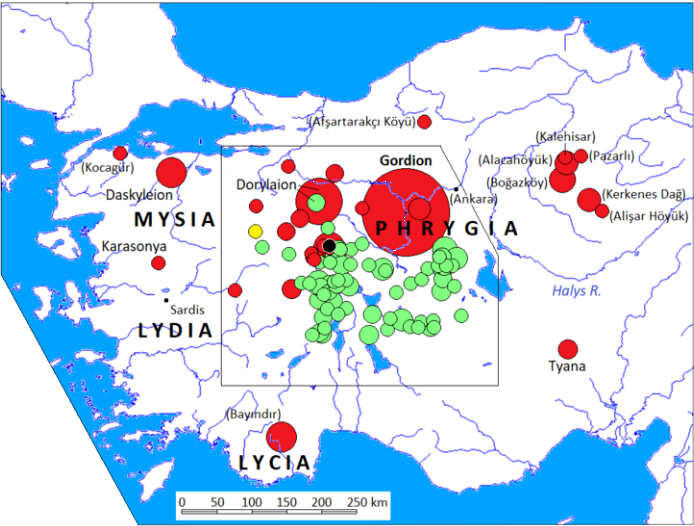 (Afşartarakçı Köyü)
(Kalehisar)
(Kocagür)
Gordion
(Alacahöyük)
(Pazarlı)
Daskyleion
Dorylaion
(Ankara)
(Boğazköy)
(Kerkenes Dağ)
MYSIA
PHRYGIA
(Alişar Höyük)
Karasonya
Halys R.
Sardis
LYDIA
Tyana
(Bayındır)
LYCIA
0 50 100 150 200 250 km